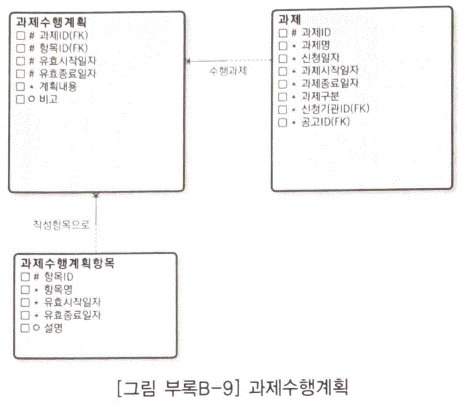 과제수행계획
# 과제ID(FK)
# 항목ID(FK)
# 유효시작일자
# 유효종료일자
* 계획내용
O 비고
수행과제
과제
# 과제ID
* 과제명
* 신청일자
* 과제시작일자
* 과제종료일자
* 과제구분
* 신청기관ID(FK)
* 공고ID(FK)
작성항목으로
과제수행계획항목
# 항목ID
* 항목명
* 유효시작일자
* 유효종료일자
O 설명
[그림 부록B-9] 과제수행계획